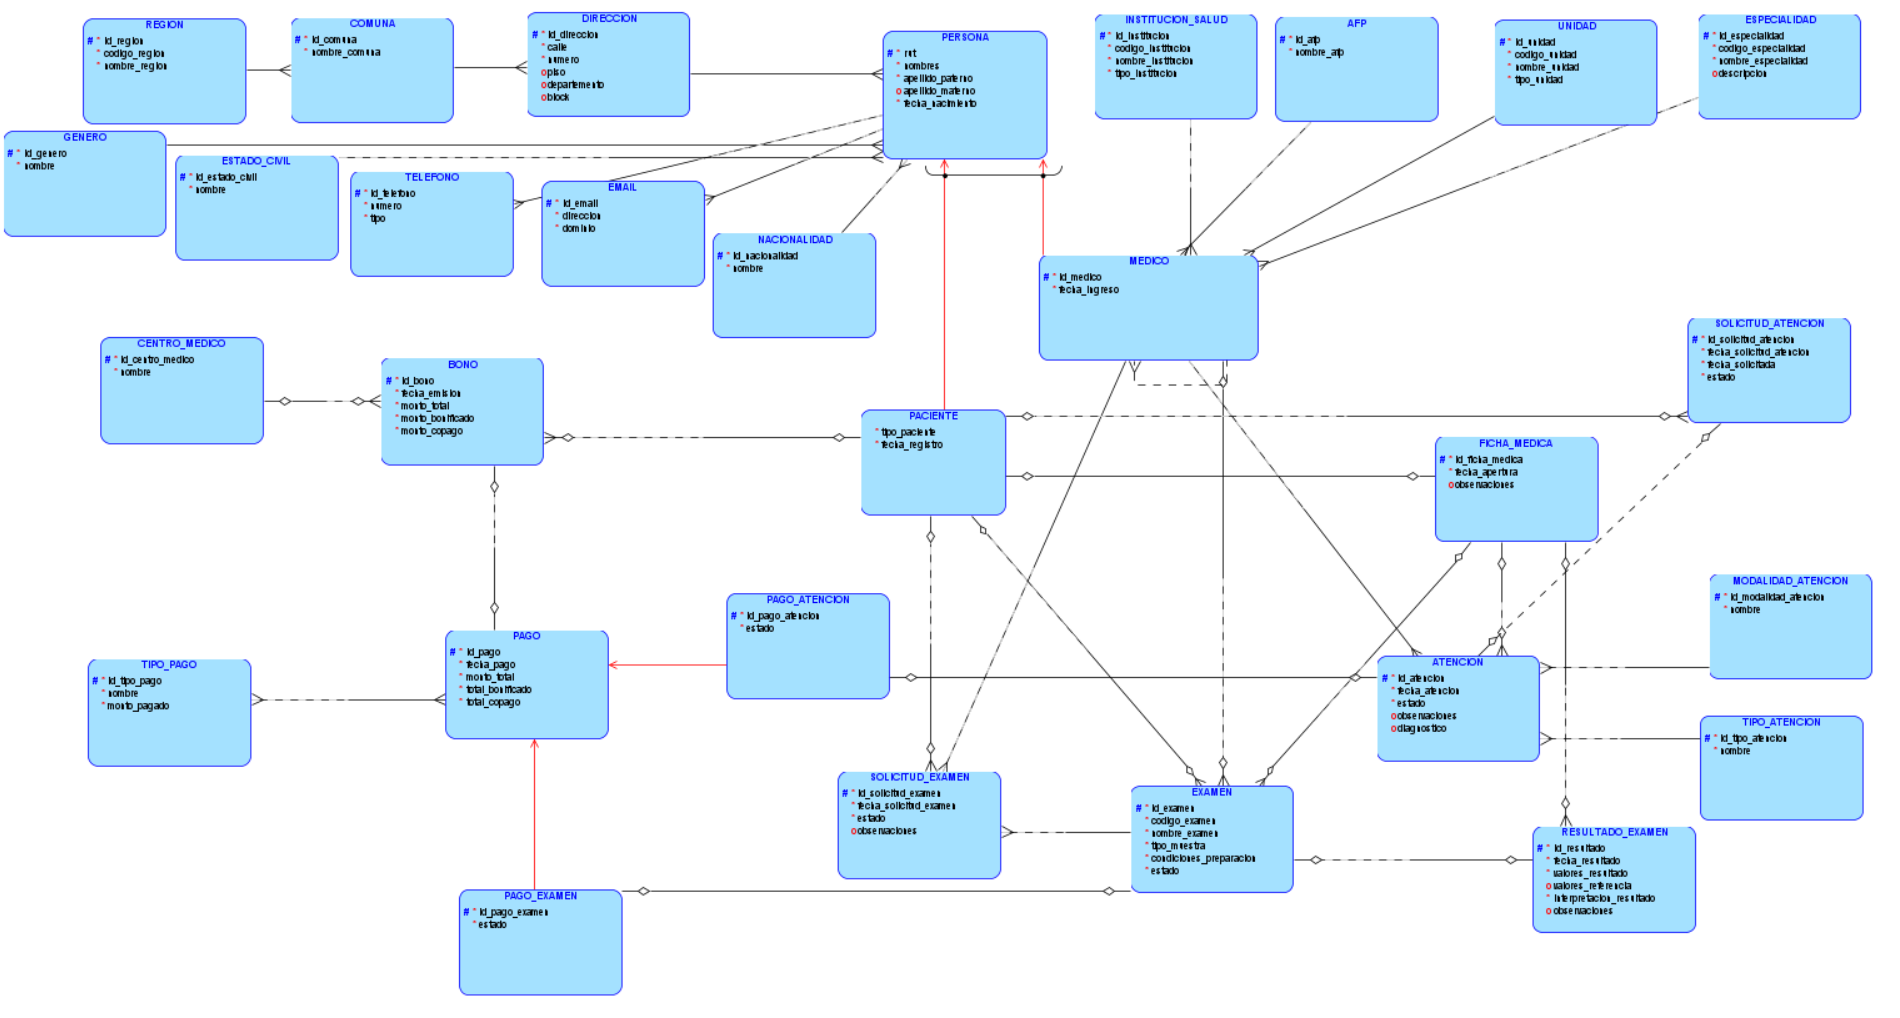 REGION
# * id_region
* codigo_region
* nombre_region
COMUNA
# * id_comuna
* nombre_comuna
DIRECCION
# * id_direccion
* calle
* numero
o piso
o departamento
o block
PERSONA
# * rut
* nombres
* apellido_paterno
o apellido_materno
* fecha_nacimiento
INSTITUCION_SALUD
# * id_institucion
* codigo_institucion
* nombre_institucion
* tipo_institucion
AFP
# * id_afp
* nombre_afp
UNIDAD
# * id_unidad
* codigo_unidad
* nombre_unidad
* tipo_unidad
ESPECIALIDAD
# * id_especialidad
* codigo_especialidad
* nombre_especialidad
o descripcion
GENERO
# * id_genero
* nombre
ESTADO_CIVIL
# * id_estado_civil
* nombre
TELEFONO
# * id_telefono
* numero
* tipo
EMAIL
# * id_email
* direccion
* dominio
NACIONALIDAD
# * id_nacionalidad
* nombre
MEDICO
# * id_medico
* fecha_ingreso
CENTRO_MEDICO
# * id_centro_medico
* nombre
BONO
# * id_bono
* fecha_emision
* monto_total
* monto_bonificado
* monto_copago
PACIENTE
* tipo_paciente
* fecha_registro
SOLICITUD_ATENCION
# * id_solicitud_atencion
* fecha_solicitud_atencion
* fecha_solicitada
* estado
FICHA_MEDICA
# * id_ficha_medica
* fecha_apertura
o observaciones
MODALIDAD_ATENCION
# * id_modalidad_atencion
* nombre
PAGO_ATENCION
# * id_pago_atencion
* estado
PAGO
# * id_pago
* fecha_pago
* monto_total
* total_bonificado
* total_copago
TIPO_PAGO
# * id_tipo_pago
* nombre
* monto_pagado
ATENCION
# * id_atencion
* fecha_atencion
* estado
o observaciones
o diagnostico
TIPO_ATENCION
# * id_tipo_atencion
* nombre
SOLICITUD_EXAMEN
# * id_solicitud_examen
* fecha_solicitud_examen
* estado
o observaciones
EXAMEN
# * id_examen
* codigo_examen
* nombre_examen
* tipo_muestra
* condiciones_preparacion
* estado
RESULTADO_EXAMEN
# * id_resultado
* fecha_resultado
* valores_resultado
o valores_referencia
* interpretacion_resultado
o observaciones
PAGO_EXAMEN
# * id_pago_examen
* estado